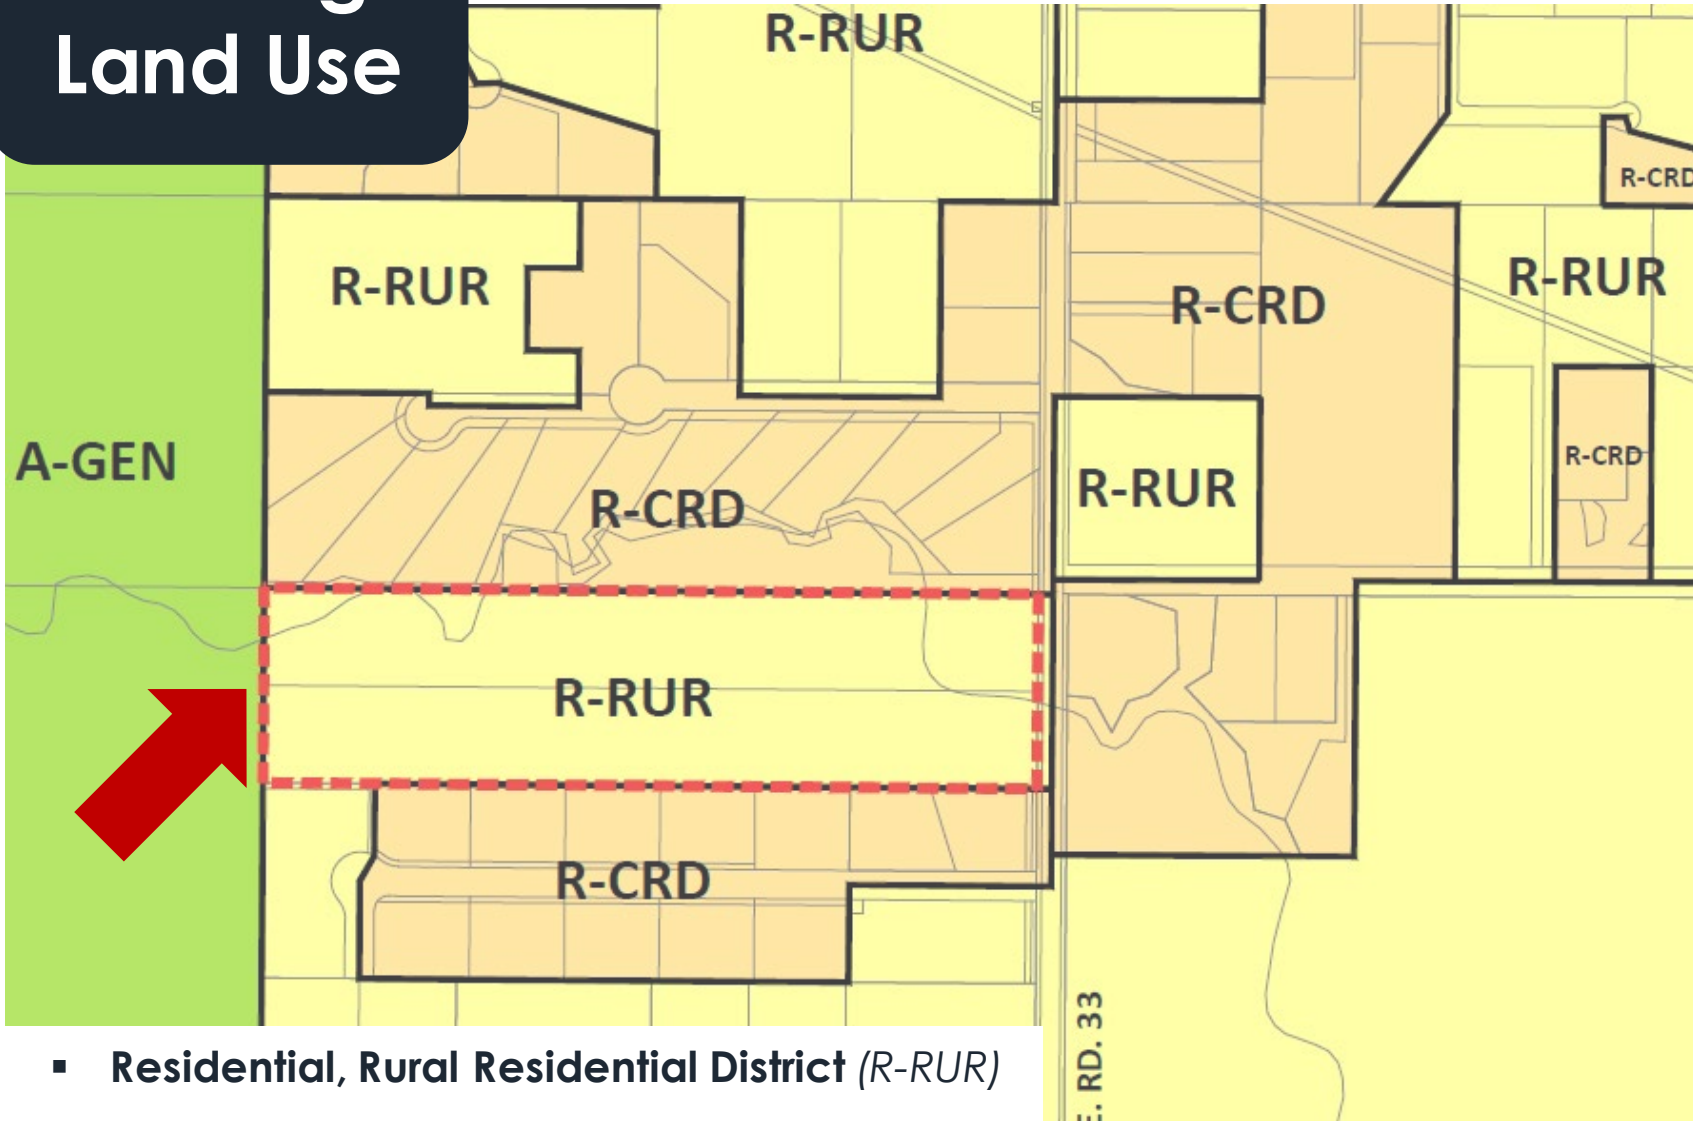 Land Use
R-RUR
R-CRD
R-RUR
R-CRD
R-RUR
A-GEN
R-CRD
R-RUR
R-CRD
R-RUR
R-CRD
RD. 33
▪ Residential, Rural Residential District (R-RUR)